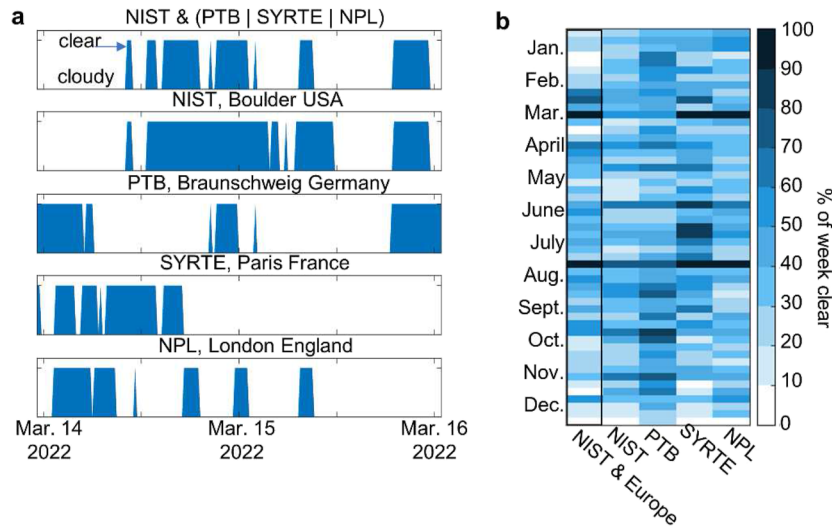 a
NIST & (PTB | SYRTE | NPL)
clear
cloudy
NIST, Boulder USA
PTB, Braunschweig Germany
SYRTE, Paris France
NPL, London England
Mar. 14 Mar. 15 Mar. 16
2022 2022 2022
b
Jan.
Feb.
Mar.
April
May
June
July
Aug.
Sept.
Oct.
Nov.
Dec.
NIST & Europe
NIST
PTB
SYRTE
NPL
100
90
80
70
60
50
40
30
20
10
0
% of week clear